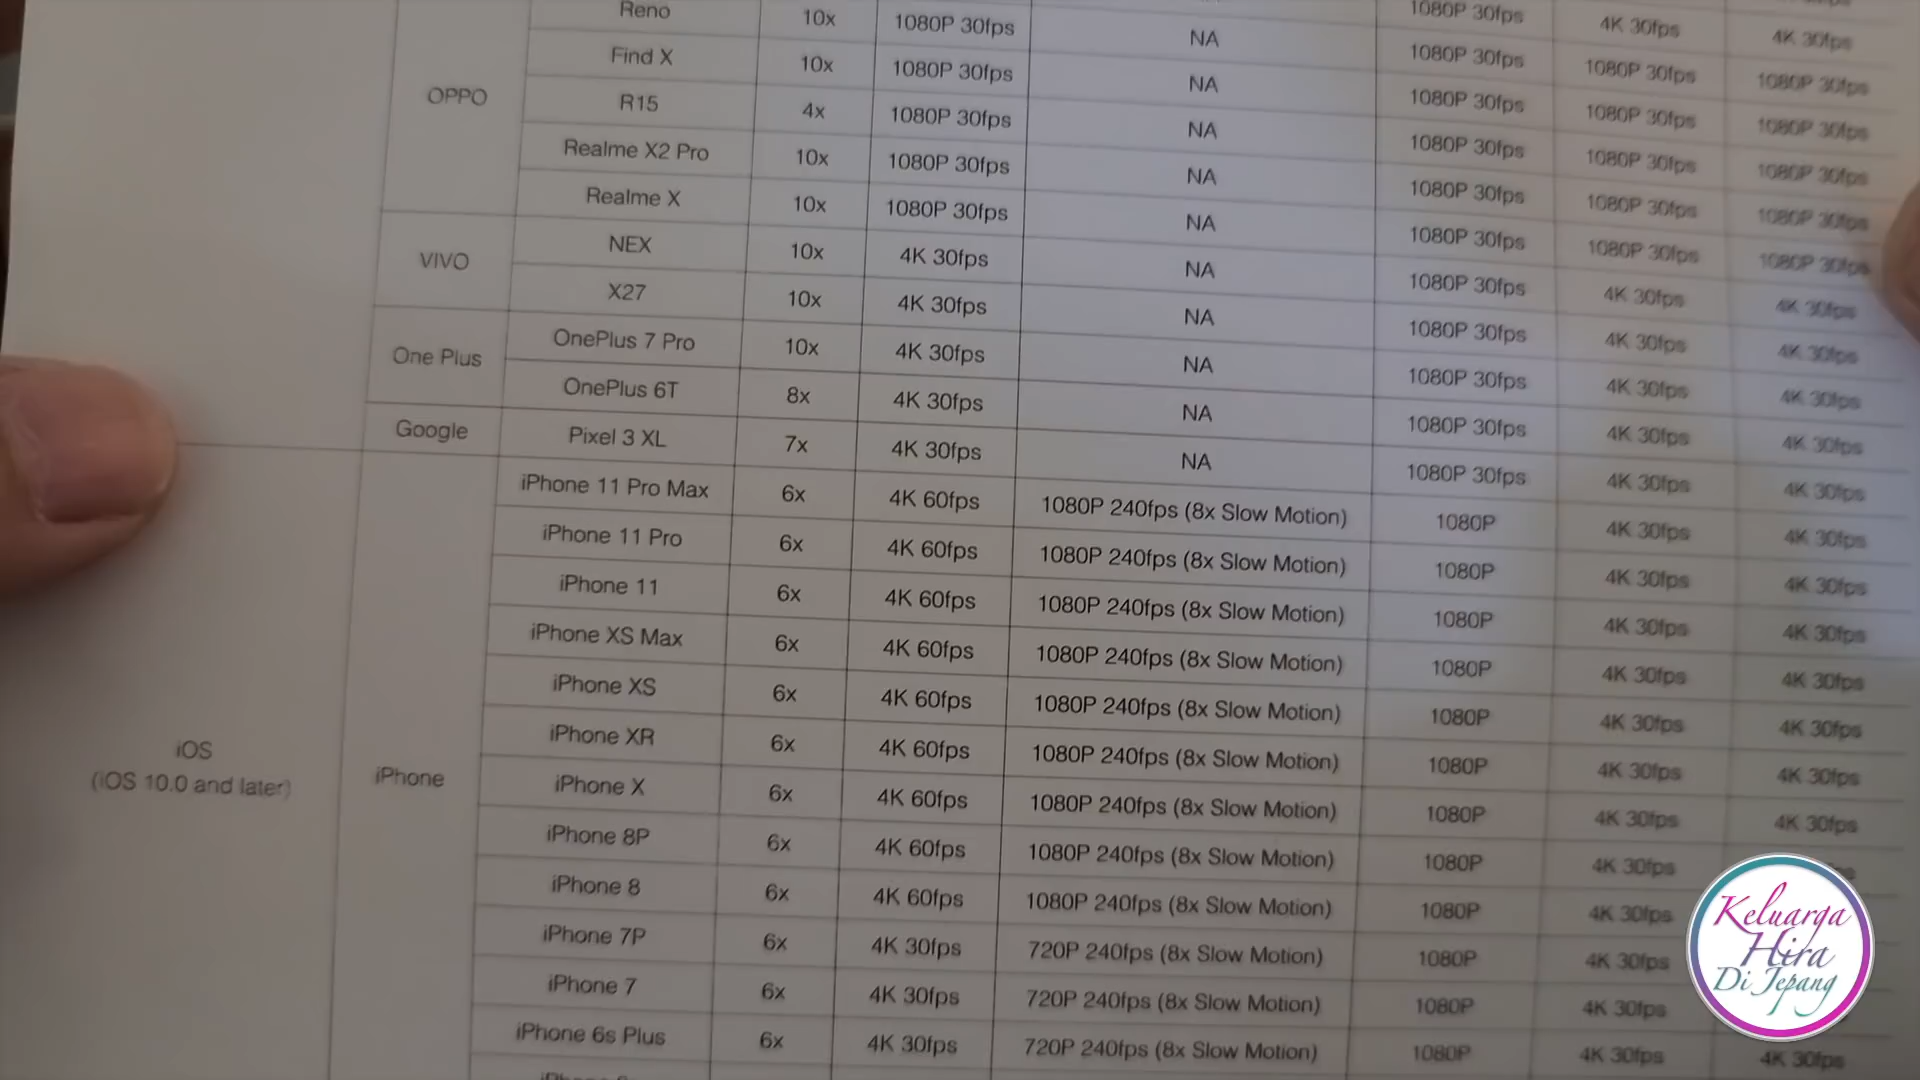 Reno 10x 1080P 30fps NA 1080P 30fps 4K 30fps 4K 30fps
OPPO Find X 10x 1080P 30fps NA 1080P 30fps 1080P 30fps 1080P 30fps
R15 4x 1080P 30fps NA 1080P 30fps 1080P 30fps 1080P 30fps
Realme X2 Pro 10x 1080P 30fps NA 1080P 30fps 1080P 30fps 1080P 30fps
Realme X 10x 1080P 30fps NA 1080P 30fps 1080P 30fps 1080P 30fps
VIVO NEX 10x 4K 30fps NA 1080P 30fps 1080P 30fps 1080P 30fps
X27 10x 4K 30fps NA 1080P 30fps 4K 30fps 4K 30fps
One Plus OnePlus 7 Pro 10x 4K 30fps NA 1080P 30fps 4K 30fps 4K 30fps
OnePlus 6T 8x 4K 30fps NA 1080P 30fps 4K 30fps 4K 30fps
Google Pixel 3 XL 7x 4K 30fps NA 1080P 30fps 4K 30fps 4K 30fps
iPhone 11 Pro Max 6x 4K 60fps 1080P 240fps (8x Slow Motion) 1080P 30fps 4K 30fps 4K 30fps
iPhone 11 Pro 6x 4K 60fps 1080P 240fps (8x Slow Motion) 1080P 4K 30fps 4K 30fps
iPhone 11 6x 4K 60fps 1080P 240fps (8x Slow Motion) 1080P 4K 30fps 4K 30fps
iPhone XS Max 6x 4K 60fps 1080P 240fps (8x Slow Motion) 1080P 4K 30fps 4K 30fps
iPhone XS 6x 4K 60fps 1080P 240fps (8x Slow Motion) 1080P 4K 30fps 4K 30fps
iPhone XR 6x 4K 60fps 1080P 240fps (8x Slow Motion) 1080P 4K 30fps 4K 30fps
iOS
(iOS 10.0 and later)
iPhone
iPhone X 6x 4K 60fps 1080P 240fps (8x Slow Motion) 1080P 4K 30fps 4K 30fps
iPhone 8P 6x 4K 60fps 1080P 240fps (8x Slow Motion) 1080P 4K 30fps 4K 30fps
iPhone 8 6x 4K 60fps 1080P 240fps (8x Slow Motion) 1080P 4K 30fps
iPhone 7P 6x 4K 30fps 720P 240fps (8x Slow Motion) 1080P 4K 30fps
iPhone 7 6x 4K 30fps 720P 240fps (8x Slow Motion) 1080P 4K 30fps
iPhone 6s Plus 6x 4K 30fps 720P 240fps (8x Slow Motion) 1080P 4K 30fps
1080P 4K 30fps 4K 30fps
Keluarga
Hira
Di Jepang